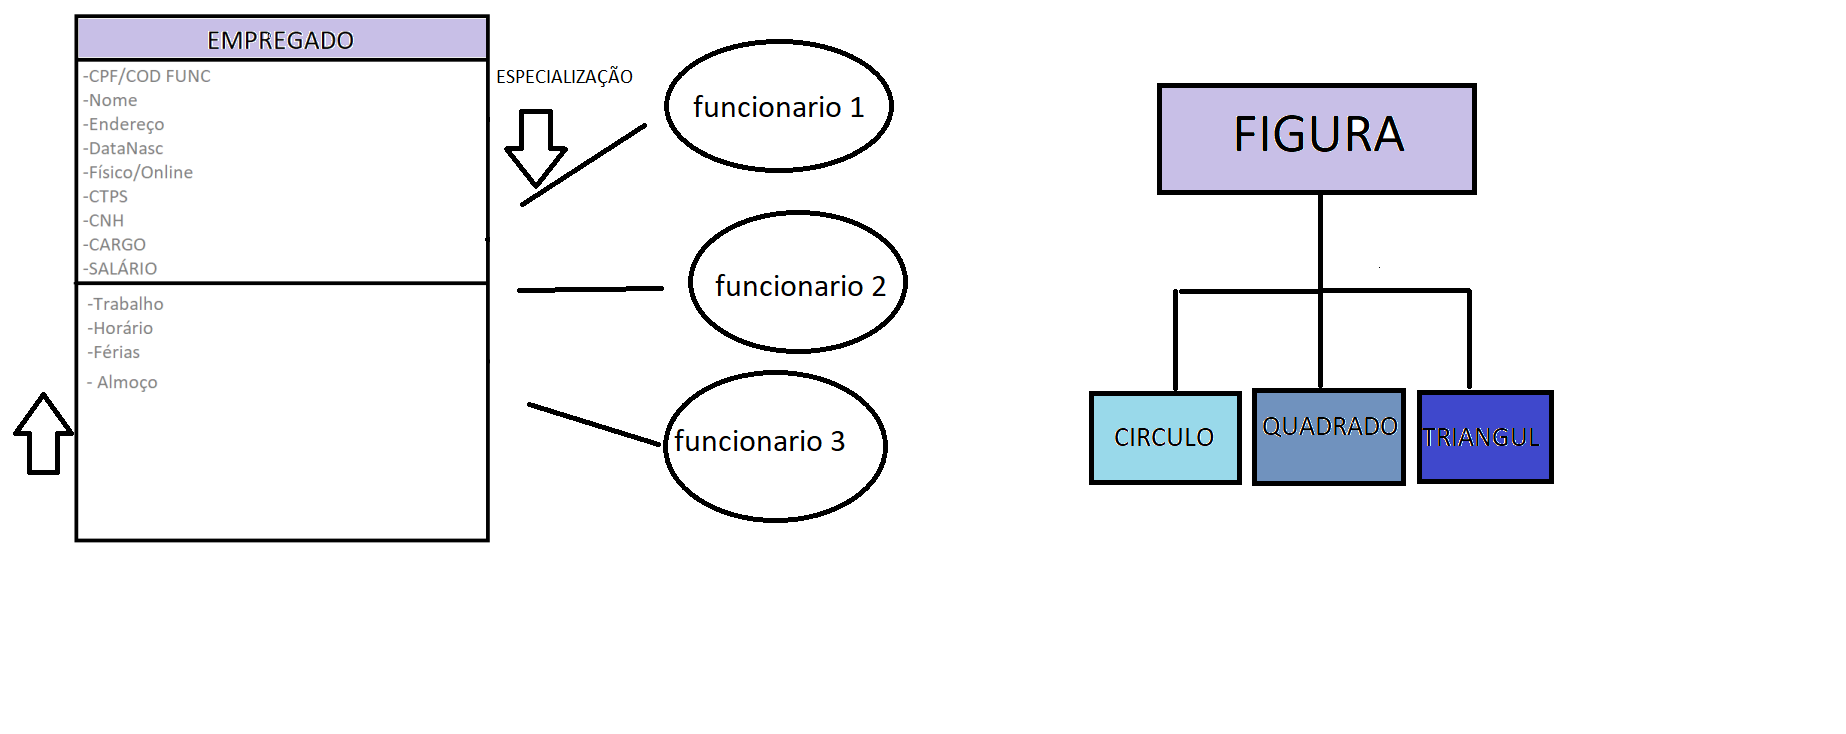 EMPREGADO
-CPF/COD FUNC
-Nome
-Endereço
-DataNasc
-Físico/Online
-CTPS
-CNH
-CARGO
-SALÁRIO
-Trabalho
-Horário
-Férias
- Almoço
ESPECIALIZAÇÃO
funcionario 1
funcionario 2
funcionario 3
FIGURA
CIRCULO
QUADRADO
TRIANGUL